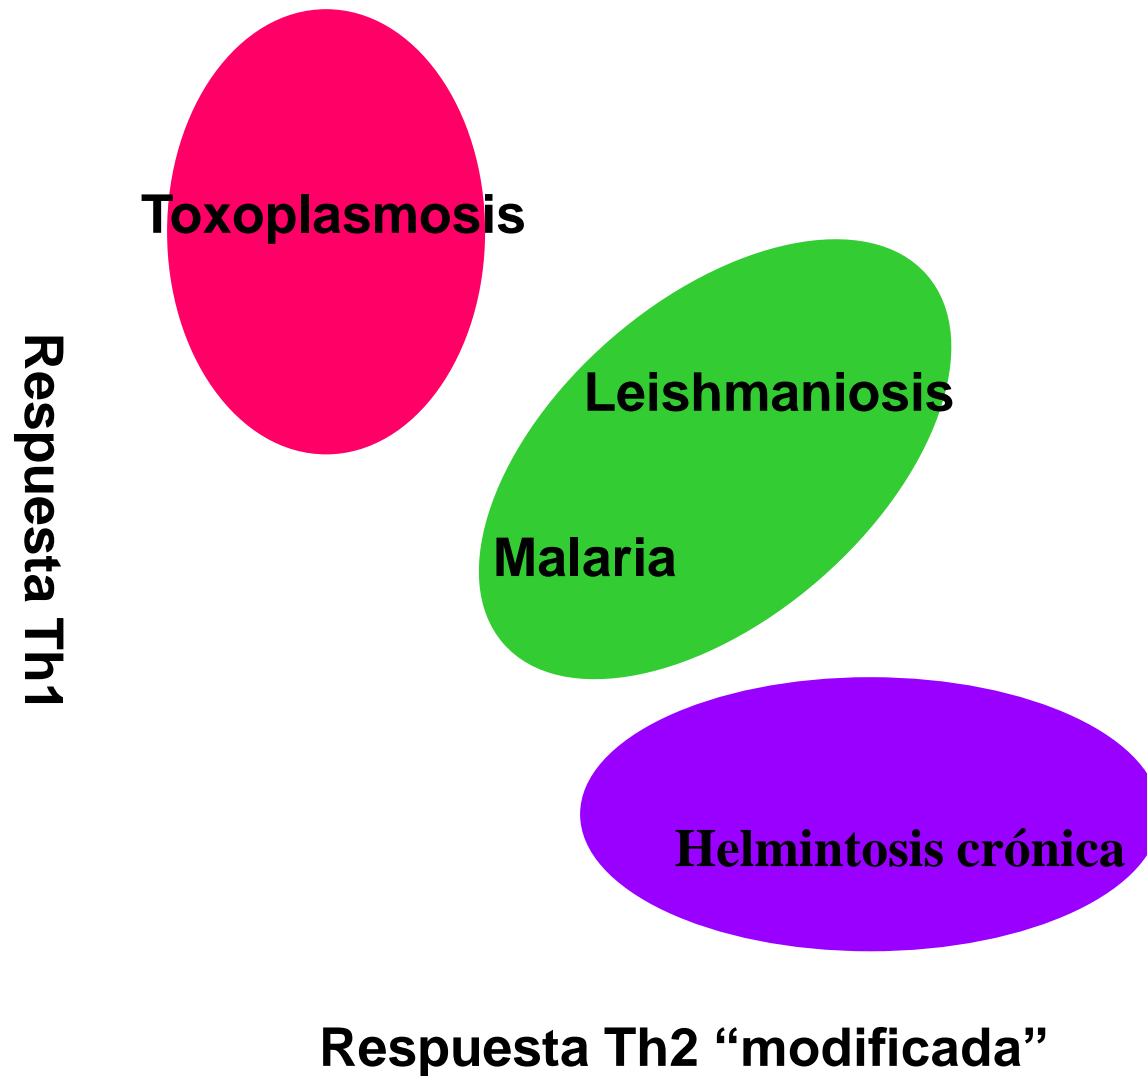 Toxoplasmosis
Respuesta Th1
Leishmaniosis
Malaria
Helmintosis crónica
Respuesta Th2 “modificada”